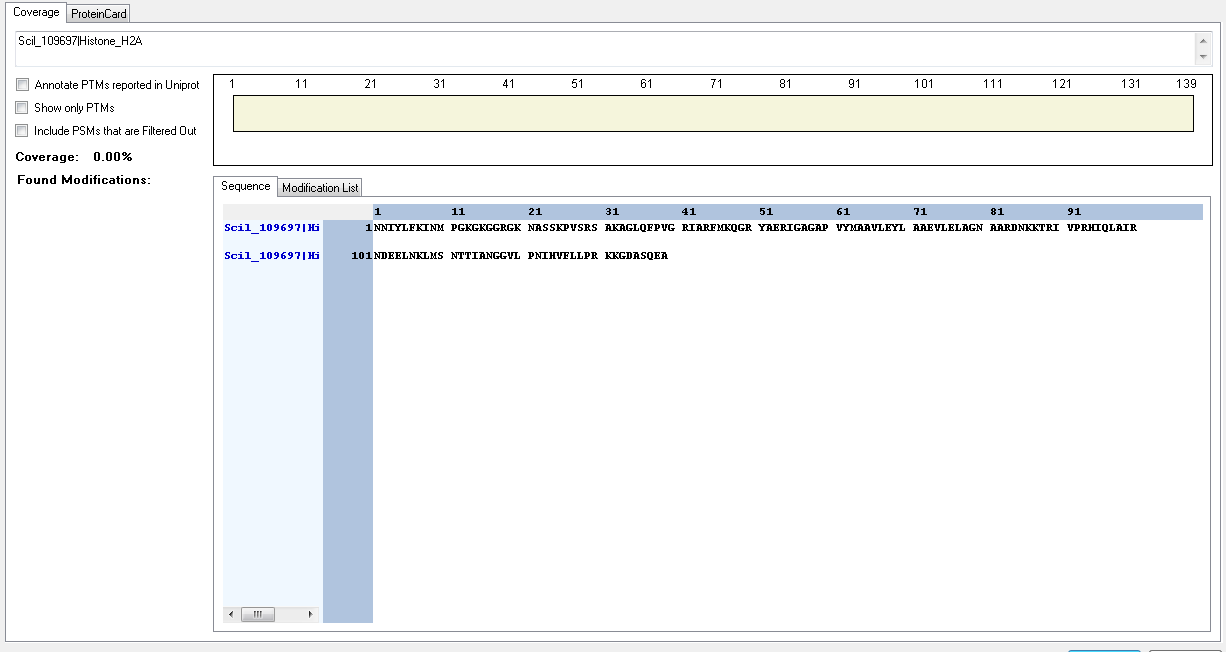 Coverage ProteinCard
Scil_109697|Histone_H2A
Annotate PTMs reported in Uniprot
Show only PTMs
Include PSMs that are Filtered Out
Coverage: 0.00%
Found Modifications:
1 11 21 31 41 51 61 71 81 91 101 111 121 131 139
Sequence Modification List
1 11 21 31 41 51 61 71 81 91
Scil_109697|Hi 1 NNIYLFKINM PGKGKGGRGK NASSKPVSRS AKAGLQFPVG RIARFMKQGR YAERIGAGAP VYMAAVLEYL AAEVLELAGN AARDNKKTRI VPRHIQLAIR
Scil_109697|Hi 101 NDEELNKLMS NTTIANGGVL PNIHVFLLPR KKGDASQEA